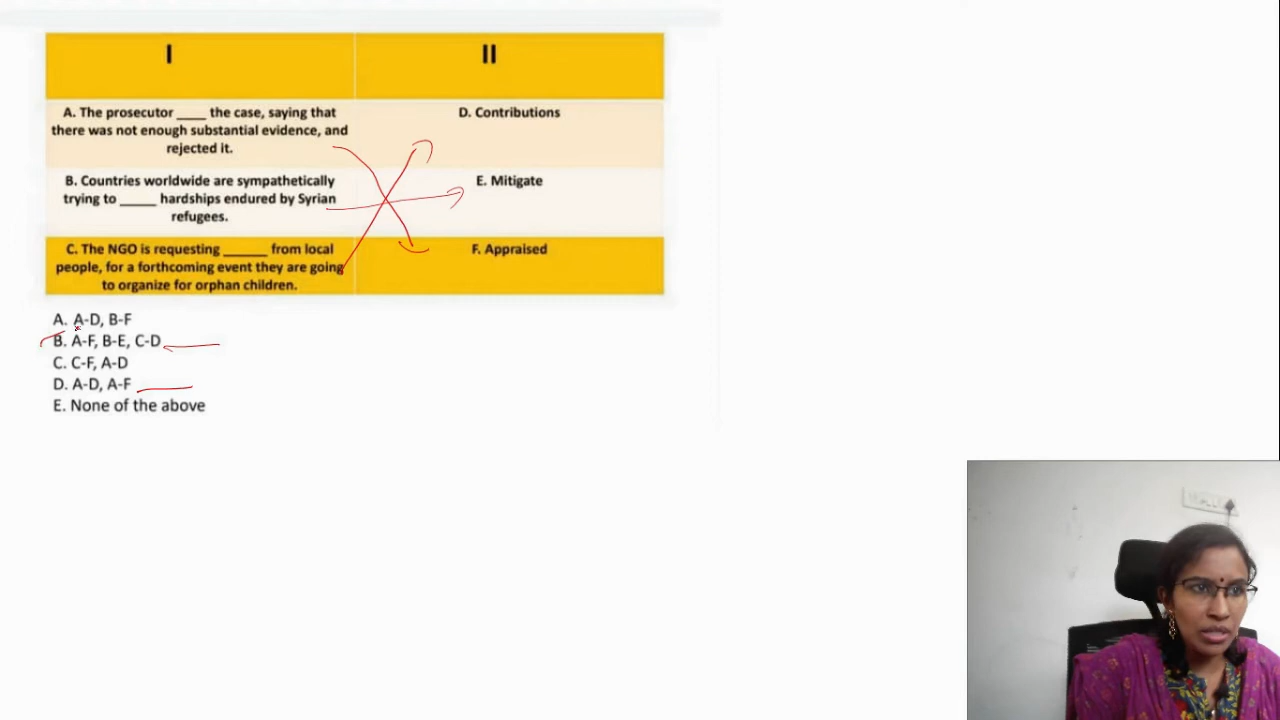 I
II
A. The prosecutor ____ the case, saying that
there was not enough substantial evidence, and
rejected it.
D. Contributions
B. Countries worldwide are sympathetically
trying to _____ hardships endured by Syrian
refugees.
E. Mitigate
C. The NGO is requesting ______ from local
people, for a forthcoming event they are going
to organize for orphan children.
F. Appraised
A. A-D, B-F
B. A-F, B-E, C-D
C. C-F, A-D
D. A-D, A-F
E. None of the above